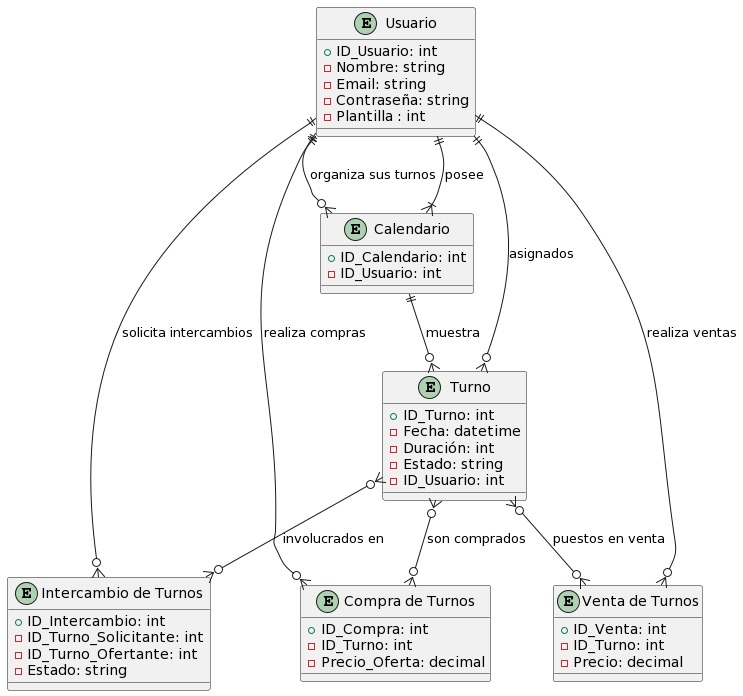 E Usuario
ID_Usuario: int
Nombre: string
Email: string
Contraseña: string
Plantilla : int
organiza sus turnos
posee
E Calendario
ID_Calendario: int
ID_Usuario: int
asignados
solicita intercambios
realiza compras
muestra
realiza ventas
E Turno
ID_Turno: int
Fecha: datetime
Duración: int
Estado: string
ID_Usuario: int
involucrados en
son comprados
puestos en venta
E Intercambio de Turnos
ID_Intercambio: int
ID_Turno_Solicitante: int
ID_Turno_Ofertante: int
Estado: string
E Compra de Turnos
ID_Compra: int
ID_Turno: int
Precio_Oferta: decimal
E Venta de Turnos
ID_Venta: int
ID_Turno: int
Precio: decimal